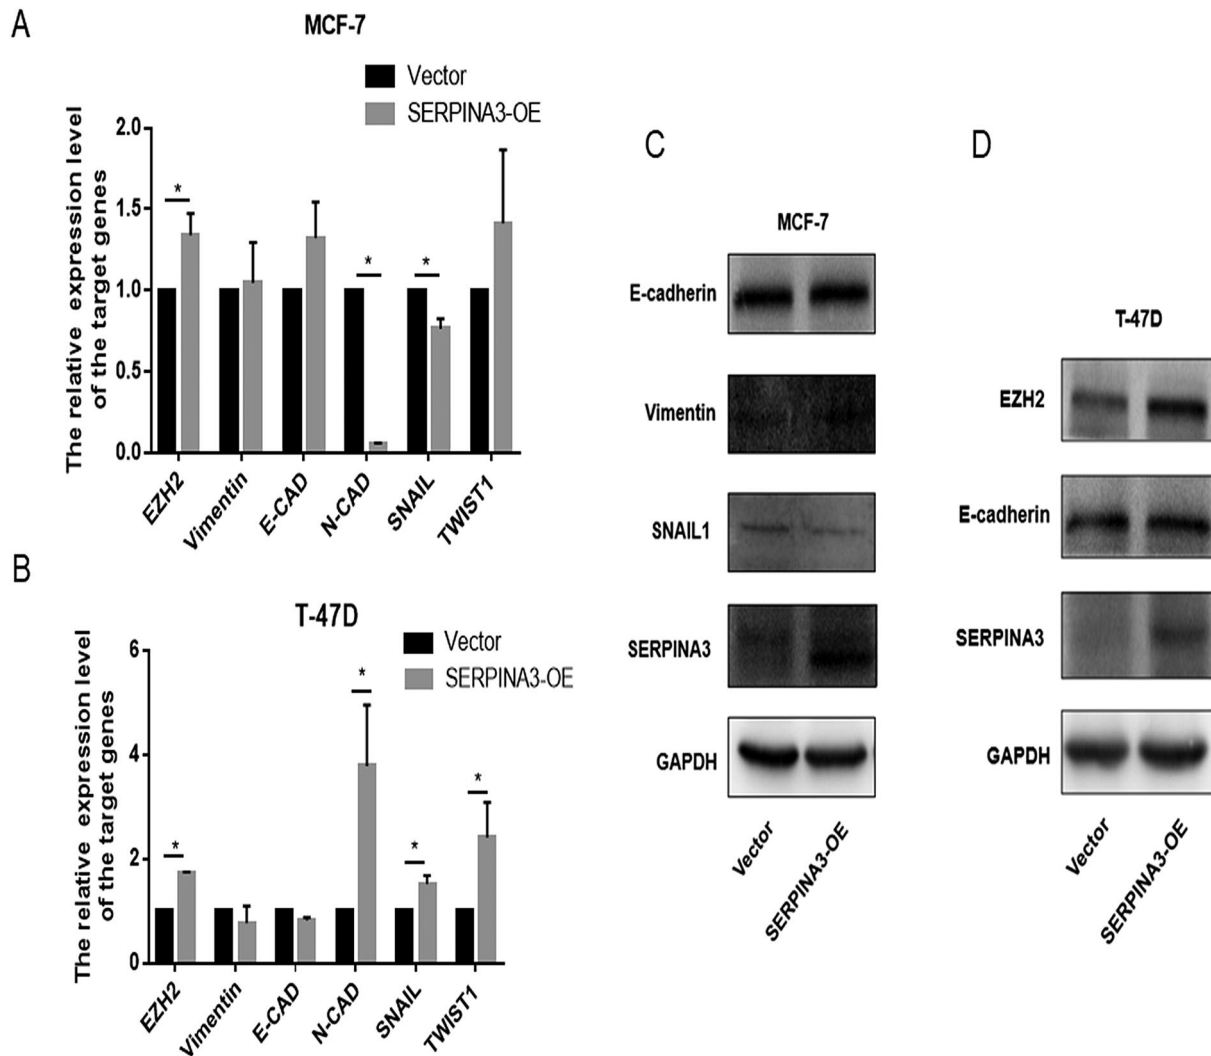 A
MCF-7
Vector
SERPINA3-OE
The relative expression level
of the target genes
2.0
1.5
1.0
0.5
0.0
*
*
*
EZH2
Vimentin
E-CAD
N-CAD
SNAIL
TWIST1
B
T-47D
Vector
SERPINA3-OE
The relative expression level
of the target genes
6
4
2
0
*
*
*
*
EZH2
Vimentin
E-CAD
N-CAD
SNAIL
TWIST1
C
MCF-7
E-cadherin
Vimentin
SNAIL1
SERPINA3
GAPDH
Vector
SERPINA3-OE
D
T-47D
EZH2
E-cadherin
SERPINA3
GAPDH
Vector
SERPINA3-OE